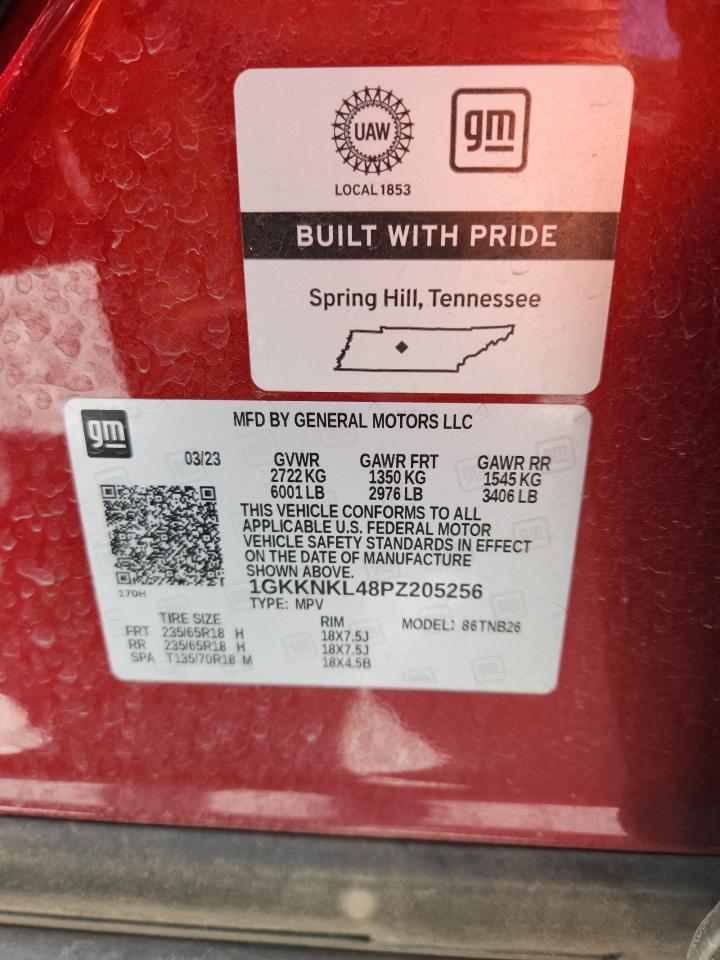 UAW
gm
LOCAL 1853
BUILT WITH PRIDE
Spring Hill, Tennessee
gm
MFD BY GENERAL MOTORS LLC
03/23 GVWR GAWR FRT GAWR RR
2722 KG 1350 KG 1545 KG
6001 LB 2976 LB 3406 LB
THIS VEHICLE CONFORMS TO ALL
APPLICABLE U.S. FEDERAL MOTOR
VEHICLE SAFETY STANDARDS IN EFFECT
ON THE DATE OF MANUFACTURE
SHOWN ABOVE.
170H
1GKKNKL48PZ205256
TYPE: MPV
TIRE SIZE RIM MODEL: 86TNB26
FRT 235/65R18 H 18X7.5J
RR 235/65R18 H 18X7.5J
SPA T135/70R18 M 18X4.5B